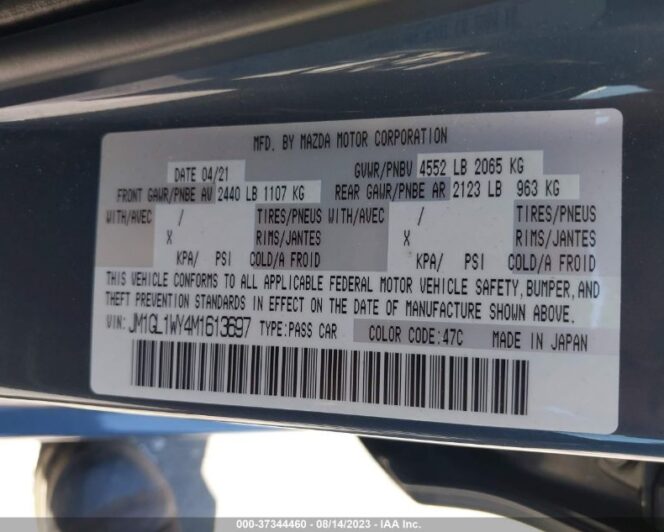 MFD. BY MAZDA MOTOR CORPORATION
DATE 04/21 GVWR/PNBV 4552 LB 2065 KG
FRONT GAWR/PNBE AV 2440 LB 1107 KG REAR GAWR/PNBE AR 2123 LB 963 KG
WITH/AVEC / TIRES/PNEUS WITH/AVEC / TIRES/PNEUS
X RIMS/JANTES X RIMS/JANTES
KPA/ PSI COLD/A FROID KPA/ PSI COLD/A FROID
THIS VEHICLE CONFORMS TO ALL APPLICABLE FEDERAL MOTOR VEHICLE SAFETY, BUMPER, AND
THEFT PREVENTION STANDARDS IN EFFECT ON THE DATE OF MANUFACTURE SHOWN ABOVE.
VIN: JM1GL1WY4M1613697 TYPE:PASS CAR COLOR CODE:47C MADE IN JAPAN
000-37344460 - 08/14/2023 - IAA Inc.